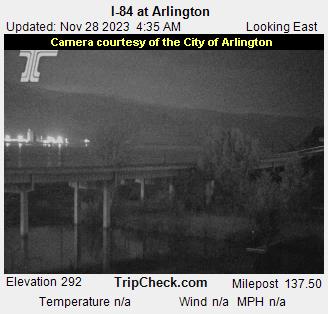 I-84 at Arlington
Updated: Nov 28 2023 4:35 AM Looking East
Camera courtesy of the City of Arlington
Elevation 292 TripCheck.com Milepost 137.50
Temperature n/a Wind n/a MPH n/a